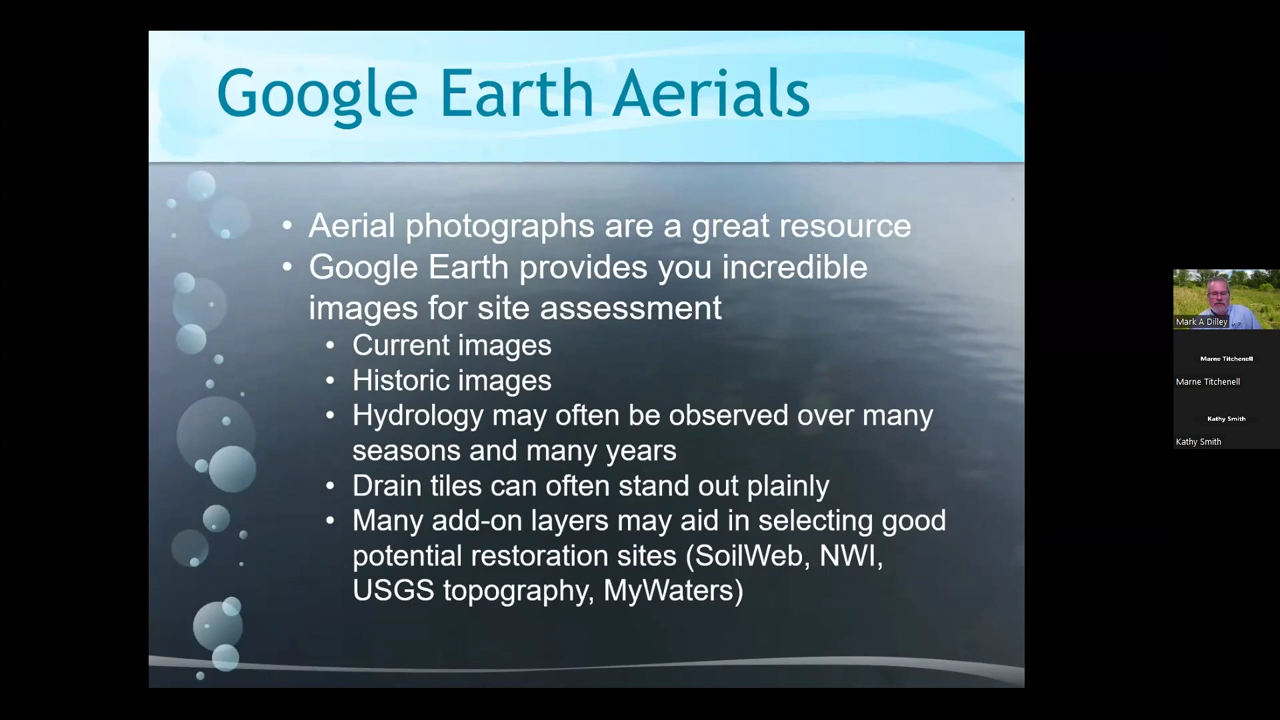 Google Earth Aerials
• Aerial photographs are a great resource
• Google Earth provides you incredible
images for site assessment
• Current images
• Historic images
• Hydrology may often be observed over many
seasons and many years
• Drain tiles can often stand out plainly
• Many add-on layers may aid in selecting good
potential restoration sites (SoilWeb, NWI,
USGS topography, MyWaters)
Mark A Dilley
Marne Titchenell
Marne Titchenell
Kathy Smith
Kathy Smith